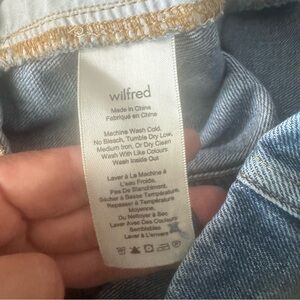 wilfred
Made in China
Fabriqué en Chine
Machine Wash Cold,
No Bleach, Tumble Dry Low,
Medium Iron, Or Dry Clean
Wash With Like Colours
Wash Inside Out
Laver À La Machine À
L'eau Froide,
Pas De Blanchiment,
Sécher À Basse Température,
Repasser À Température
Moyenne,
Ou Nettoyer À Sec
Laver Avec Des Couleurs
Semblables
Laver À L'envers